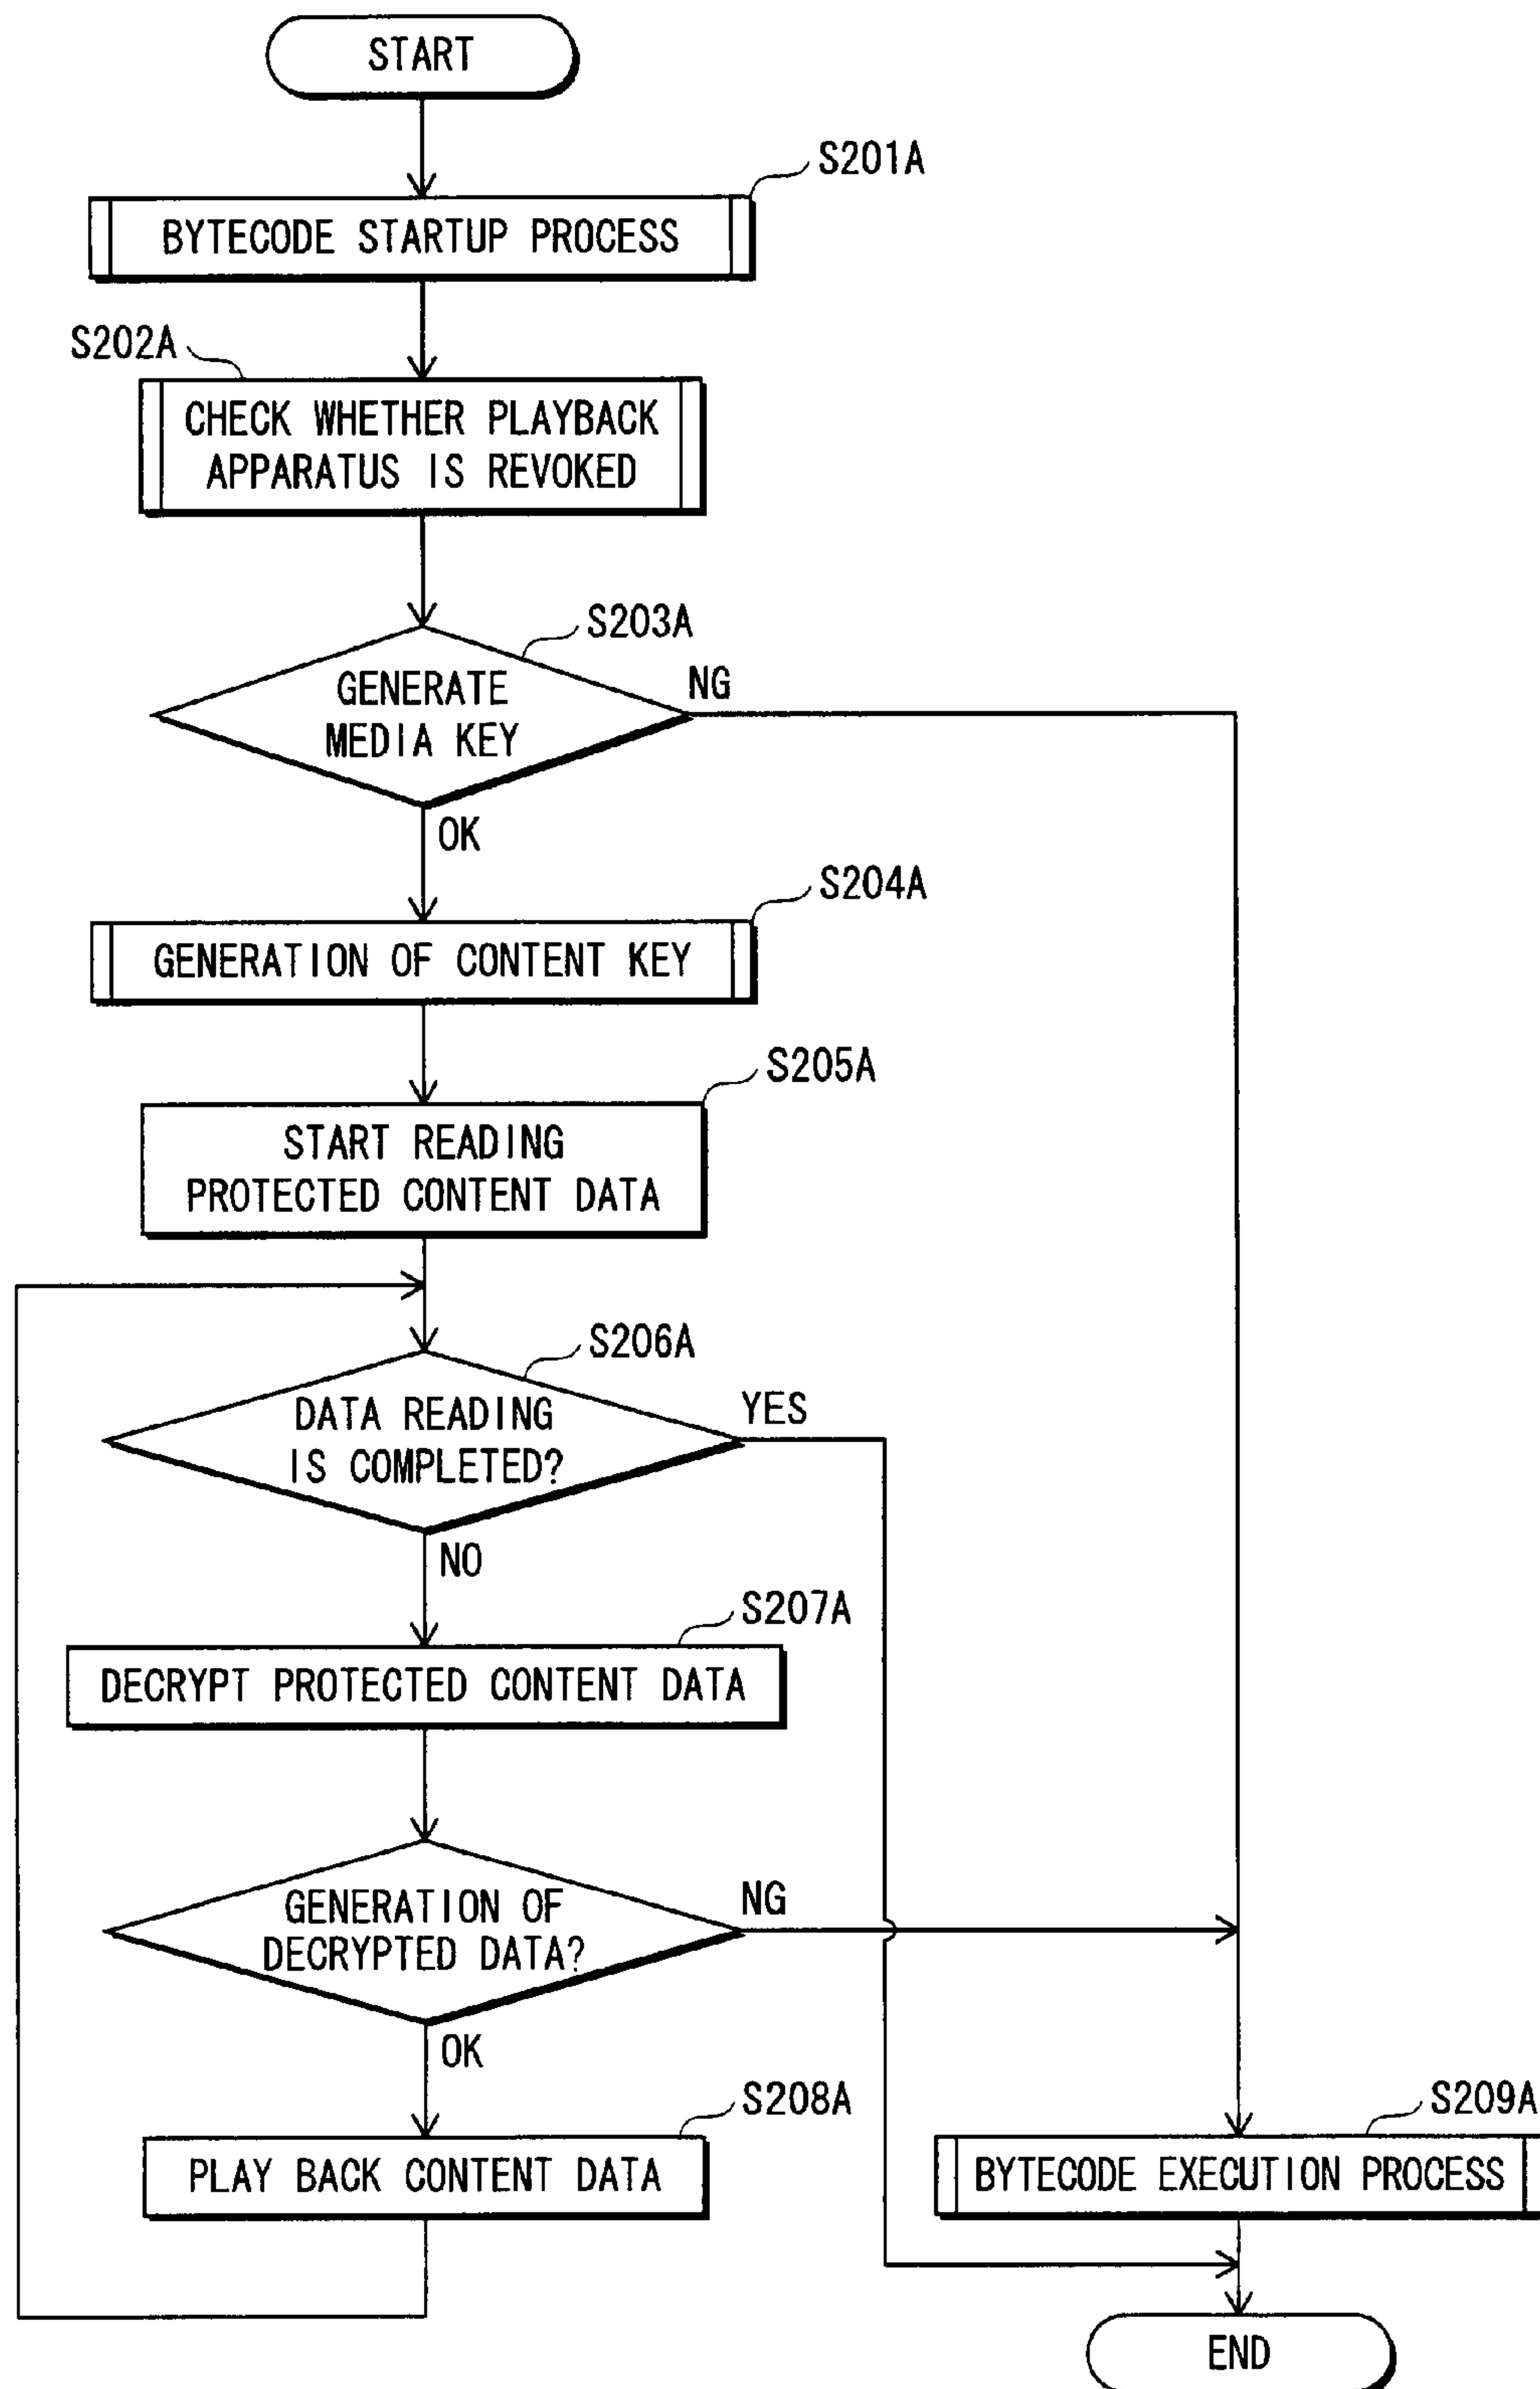 START
S201A
BYTECODE STARTUP PROCESS
S202A
CHECK WHETHER PLAYBACK
APPARATUS IS REVOKED
S203A
GENERATE
MEDIA KEY
NG
OK
S204A
GENERATION OF CONTENT KEY
S205A
START READING
PROTECTED CONTENT DATA
S206A
DATA READING
IS COMPLETED?
YES
NO
S207A
DECRYPT PROTECTED CONTENT DATA
GENERATION OF
DECRYPTED DATA?
NG
OK
S208A
PLAY BACK CONTENT DATA
S209A
BYTECODE EXECUTION PROCESS
END